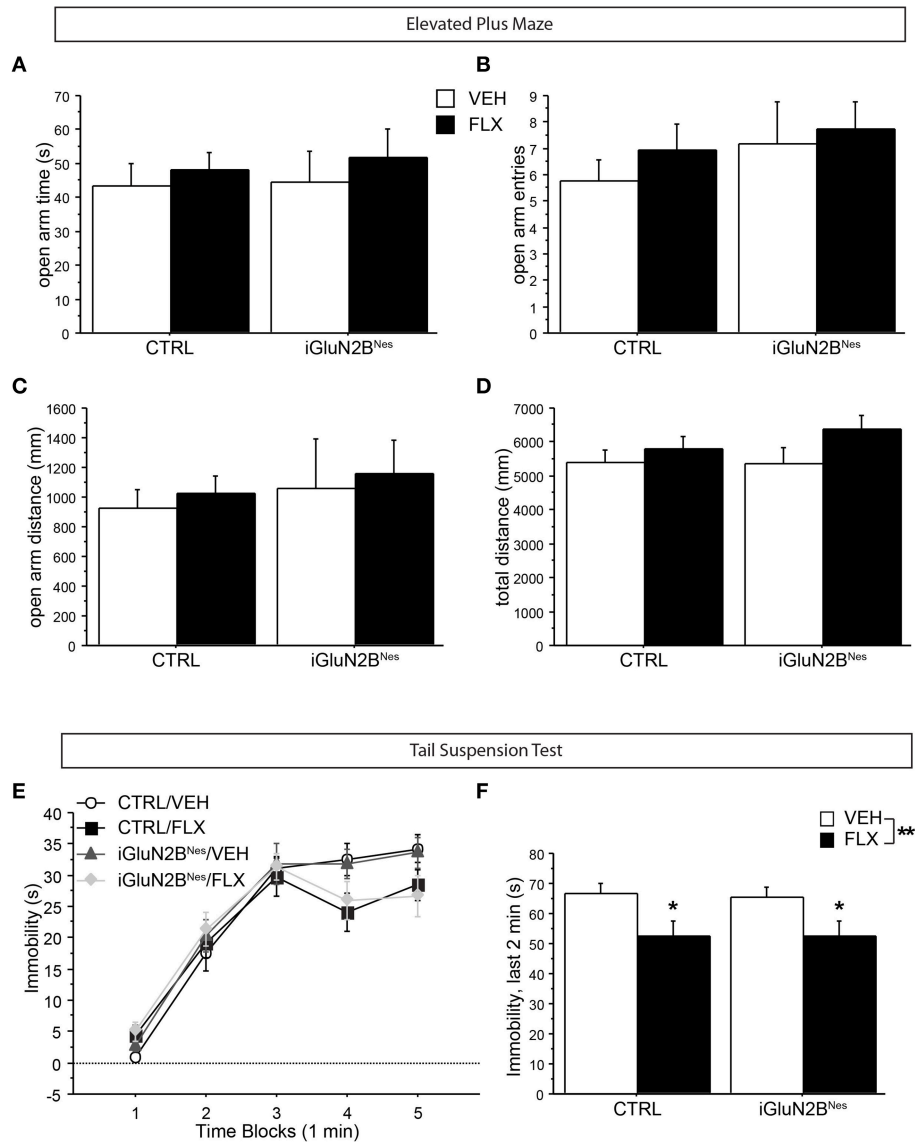 Elevated Plus Maze
A
open arm time (s)
70
60
50
40
30
20
10
0
CTRL
iGluN2B^Nes
VEH
FLX
B
open arm entries
9
8
7
6
5
4
3
2
1
0
CTRL
iGluN2B^Nes
C
open arm distance (mm)
1600
1400
1200
1000
800
600
400
200
0
CTRL
iGluN2B^Nes
D
total distance (mm)
7000
6000
5000
4000
3000
2000
1000
0
CTRL
iGluN2B^Nes
Tail Suspension Test
E
CTRL/VEH
CTRL/FLX
iGluN2B^Nes/VEH
iGluN2B^Nes/FLX
Immobility (s)
40
35
30
25
20
15
10
5
0
-5
1 2 3 4 5
Time Blocks (1 min)
F
VEH
FLX
**
Immobility, last 2 min (s)
80
70
60
50
40
30
20
10
0
*
*
CTRL
iGluN2B^Nes